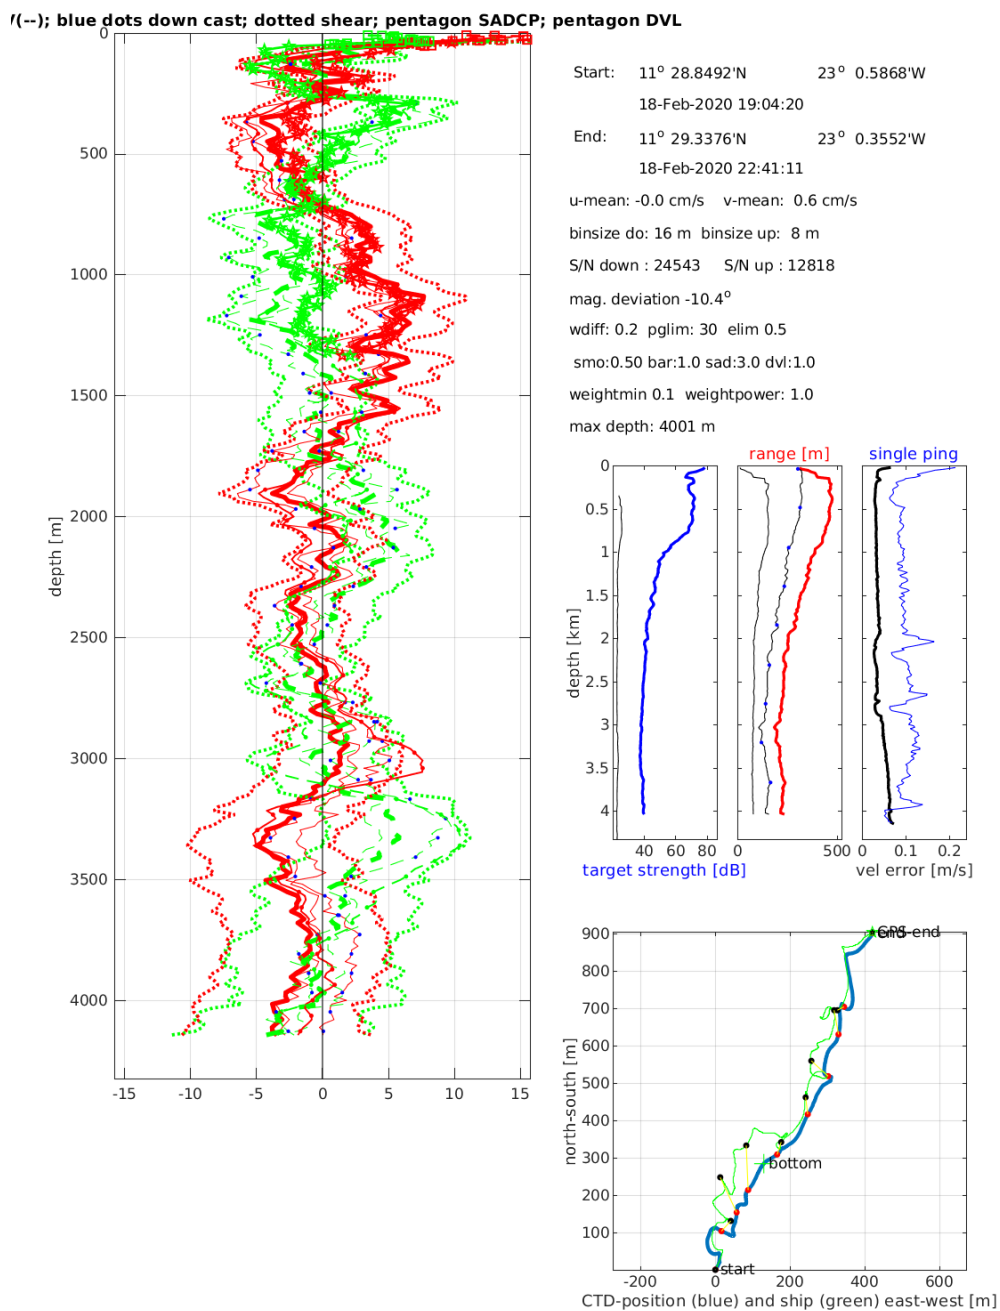 /(--); blue dots down cast; dotted shear; pentagon SADCP; pentagon DVL
0
500
1000
1500
2000
2500
3000
3500
4000
-15 -10 -5 0 5 10 15
depth [m]
Start: 11° 28.8492'N 23° 0.5868'W
18-Feb-2020 19:04:20
End: 11° 29.3376'N 23° 0.3552'W
18-Feb-2020 22:41:11
u-mean: -0.0 cm/s v-mean: 0.6 cm/s
binsize do: 16 m binsize up: 8 m
S/N down : 24543 S/N up : 12818
mag. deviation -10.4°
wdiff: 0.2 pglim: 30 elim 0.5
smo:0.50 bar:1.0 sad:3.0 dvl:1.0
weightmin 0.1 weightpower: 1.0
max depth: 4001 m
range [m] single ping
0
0.5
1
1.5
2
2.5
3
3.5
4
depth [km]
40 60 80 0 500 0 0.1 0.2
target strength [dB] vel error [m/s]
900
800
700
600
500
400
300
200
100
north-south [m]
GPS-end
end
bottom
start
-200 0 200 400 600
CTD-position (blue) and ship (green) east-west [m]